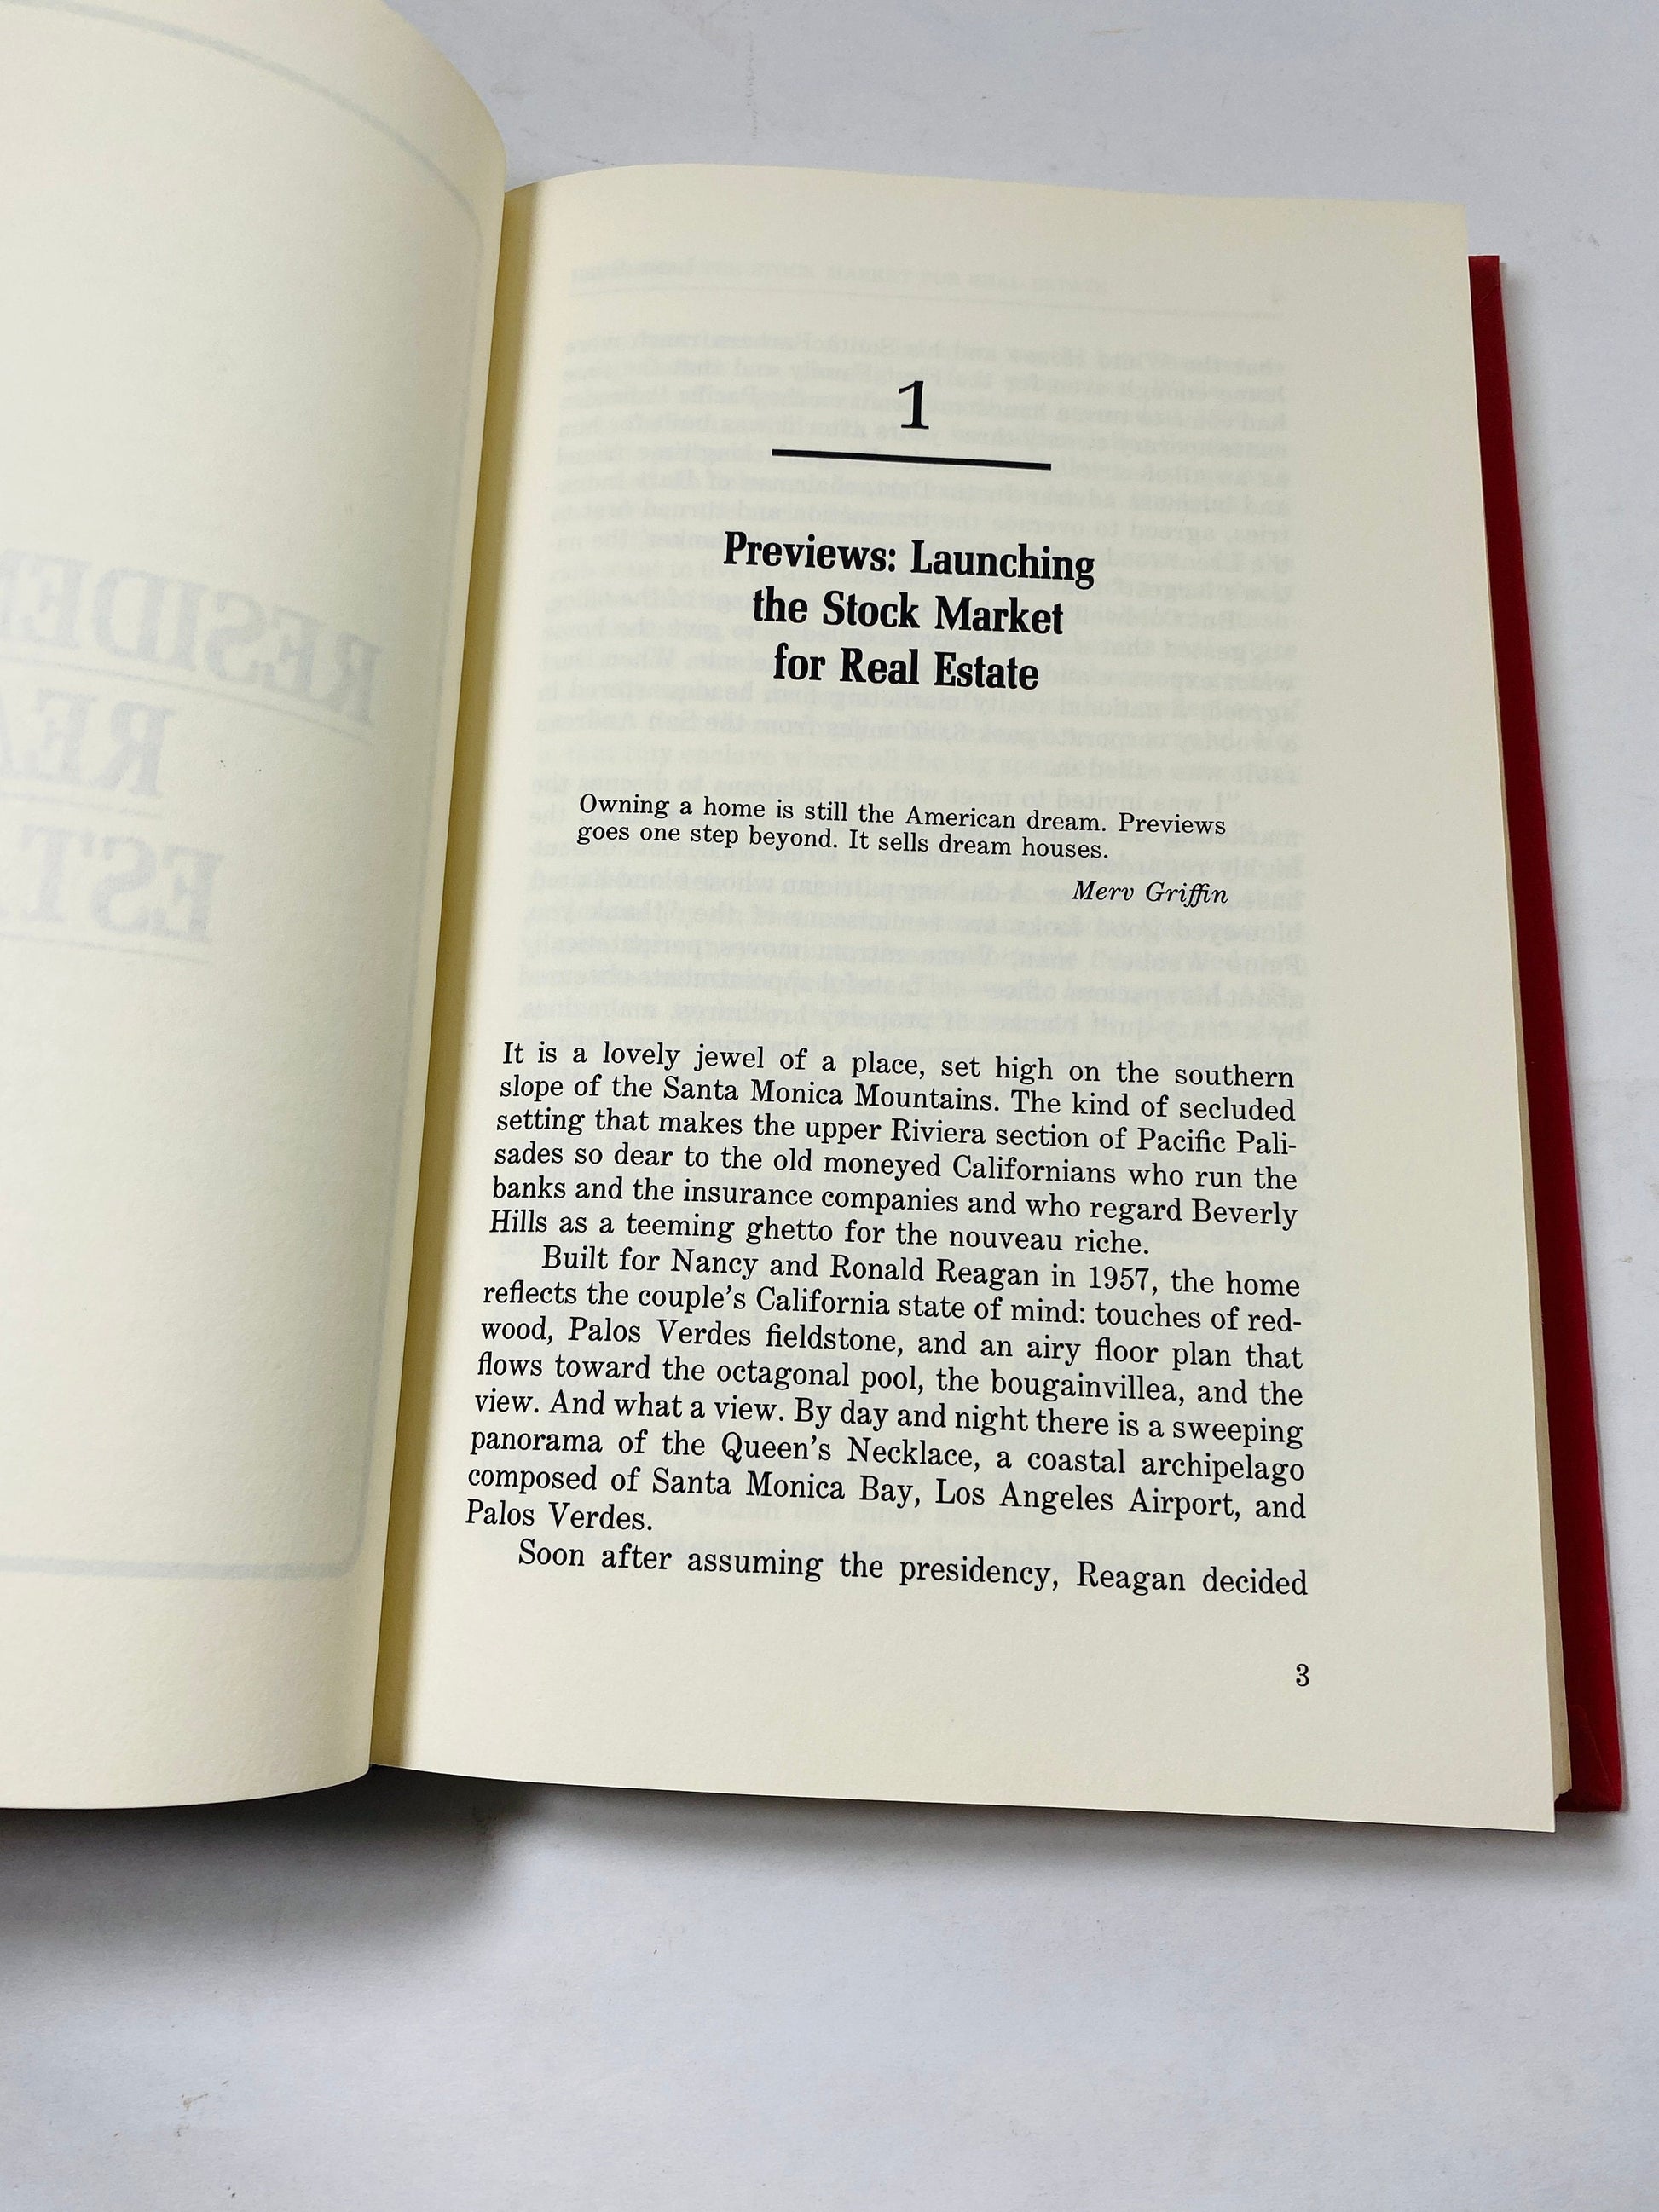 1
Previews: Launching
the Stock Market
for Real Estate
Owning a home is still the American dream. Previews
goes one step beyond. It sells dream houses.
Merv Griffin
It is a lovely jewel of a place, set high on the southern
slope of the Santa Monica Mountains. The kind of secluded
setting that makes the upper Riviera section of Pacific Pali-
sades so dear to the old moneyed Californians who run the
banks and the insurance companies and who regard Beverly
Hills as a teeming ghetto for the nouveau riche.
Built for Nancy and Ronald Reagan in 1957, the home
reflects the couple's California state of mind: touches of red-
wood, Palos Verdes fieldstone, and an airy floor plan that
flows toward the octagonal pool, the bougainvillea, and the
view. And what a view. By day and night there is a sweeping
panorama of the Queen's Necklace, a coastal archipelago
composed of Santa Monica Bay, Los Angeles Airport, and
Palos Verdes.
Soon after assuming the presidency, Reagan decided
3